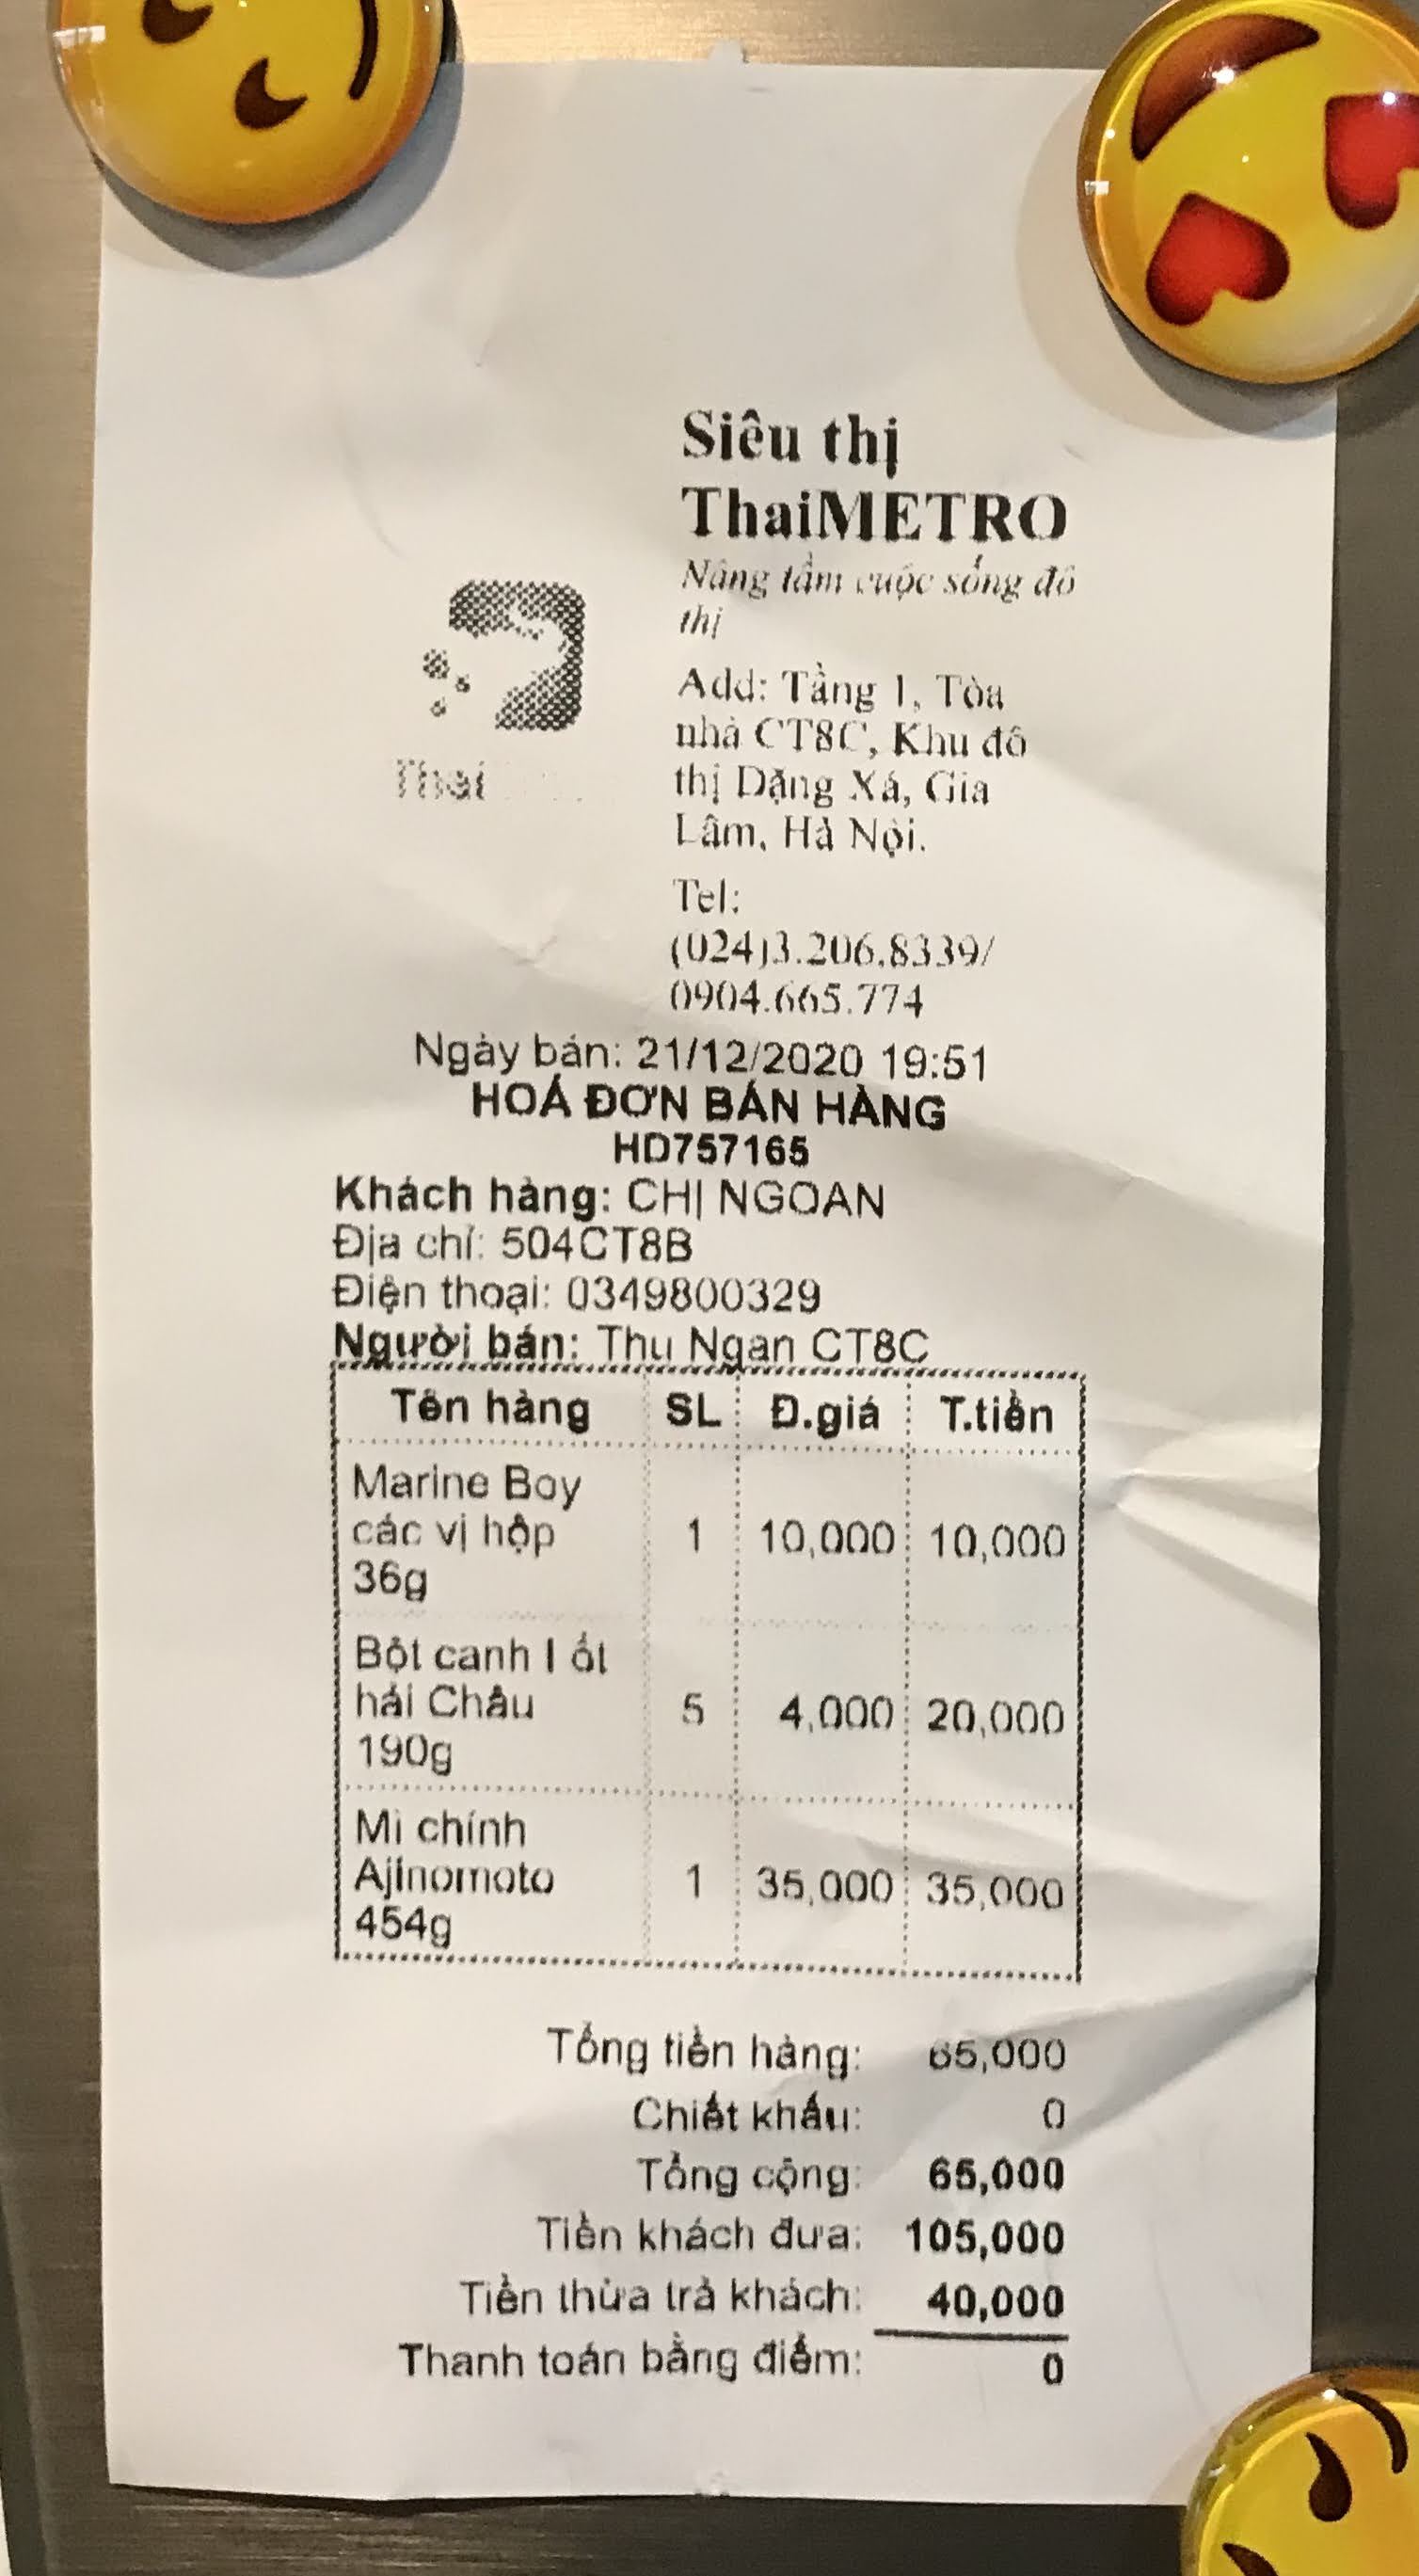 Siêu thị
ThaiMETRO
Nâng tầm cuộc sống đô
thị
Thai
Add: Tầng 1, Tòa
nhà CT8C, Khu đô
thị Dặng Xá, Gia
Lâm, Hà Nội.
Tel:
(024)3.206.8339/
0904.665.774
Ngày bán: 21/12/2020 19:51
HOÁ ĐƠN BÁN HÀNG
HD757165
Khách hàng: CHỊ NGOAN
Địa chỉ: 504CT8B
Điện thoại: 0349800329
Người bán: Thu Ngan CT8C
Tên hàng SL Đ.giá T.tiền
Marine Boy
các vị hộp 1 10,000 10,000
36g
Bột canh I ốt
hải Châu 5 4,000 20,000
190g
Mì chính
Ajinomoto 1 35,000 35,000
454g
Tổng tiền hàng: 65,000
Chiết khấu: 0
Tổng cộng: 65,000
Tiền khách đưa: 105,000
Tiền thừa trả khách: 40,000
Thanh toán bằng điểm: 0